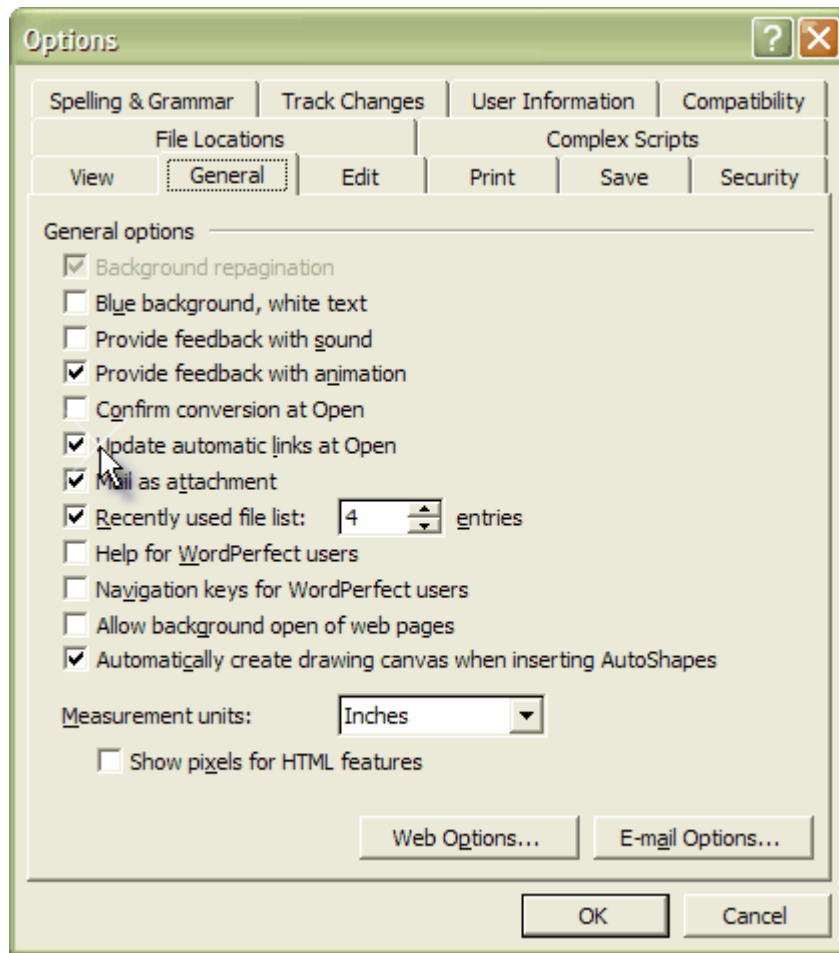 Options
Spelling & Grammar Track Changes User Information Compatibility
File Locations Complex Scripts
View General Edit Print Save Security
General options
Background repagination
Blue background, white text
Provide feedback with sound
Provide feedback with animation
Confirm conversion at Open
Update automatic links at Open
Mail as attachment
Recently used file list: 4 entries
Help for WordPerfect users
Navigation keys for WordPerfect users
Allow background open of web pages
Automatically create drawing canvas when inserting AutoShapes
Measurement units: Inches
Show pixels for HTML features
Web Options... E-mail Options...
OK Cancel